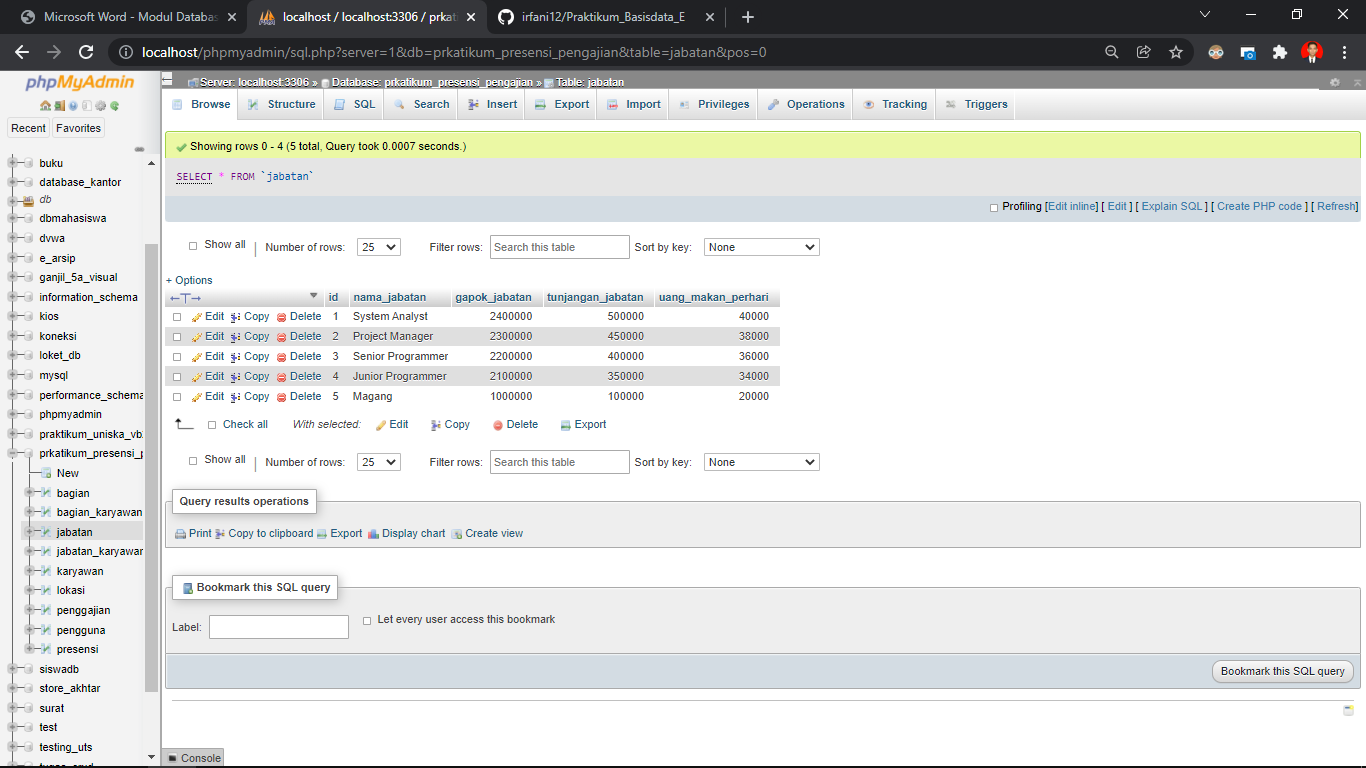 Microsoft Word - Modul Databas
localhost / localhost:3306 / prkati
irfani12/Praktikum_Basisdata_E
localhost/phpmyadmin/sql.php?server=1&db=prkatikum_presensi_pengajian&table=jabatan&pos=0
phpMyAdmin
Recent Favorites
buku
database_kantor
db
dbmahasiswa
dvwa
e_arsip
ganjil_5a_visual
information_schema
kios
koneksi
loket_db
mysql
performance_schema
phpmyadmin
praktikum_uniska_vb
prkatikum_presensi_p
New
bagian
bagian_karyawan
jabatan
jabatan_karyawan
karyawan
lokasi
penggajian
pengguna
presensi
siswadb
store_akhtar
surat
test
testing_uts
Server: localhost:3306 » Database: prkatikum_presensi_pengajian » Table: jabatan
Browse Structure SQL Search Insert Export Import Privileges Operations Tracking Triggers
Showing rows 0 - 4 (5 total, Query took 0.0007 seconds.)
SELECT * FROM `jabatan`
Profiling [Edit inline] [ Edit ] [ Explain SQL ] [ Create PHP code ] [ Refresh]
Show all | Number of rows: 25 Filter rows: Search this table Sort by key: None
+ Options
←T→ id nama_jabatan gapok_jabatan tunjangan_jabatan uang_makan_perhari
Edit Copy Delete 1 System Analyst 2400000 500000 40000
Edit Copy Delete 2 Project Manager 2300000 450000 38000
Edit Copy Delete 3 Senior Programmer 2200000 400000 36000
Edit Copy Delete 4 Junior Programmer 2100000 350000 34000
Edit Copy Delete 5 Magang 1000000 100000 20000
Check all With selected: Edit Copy Delete Export
Show all | Number of rows: 25 Filter rows: Search this table Sort by key: None
Query results operations
Print Copy to clipboard Export Display chart Create view
Bookmark this SQL query
Label: Let every user access this bookmark
Bookmark this SQL query
Console